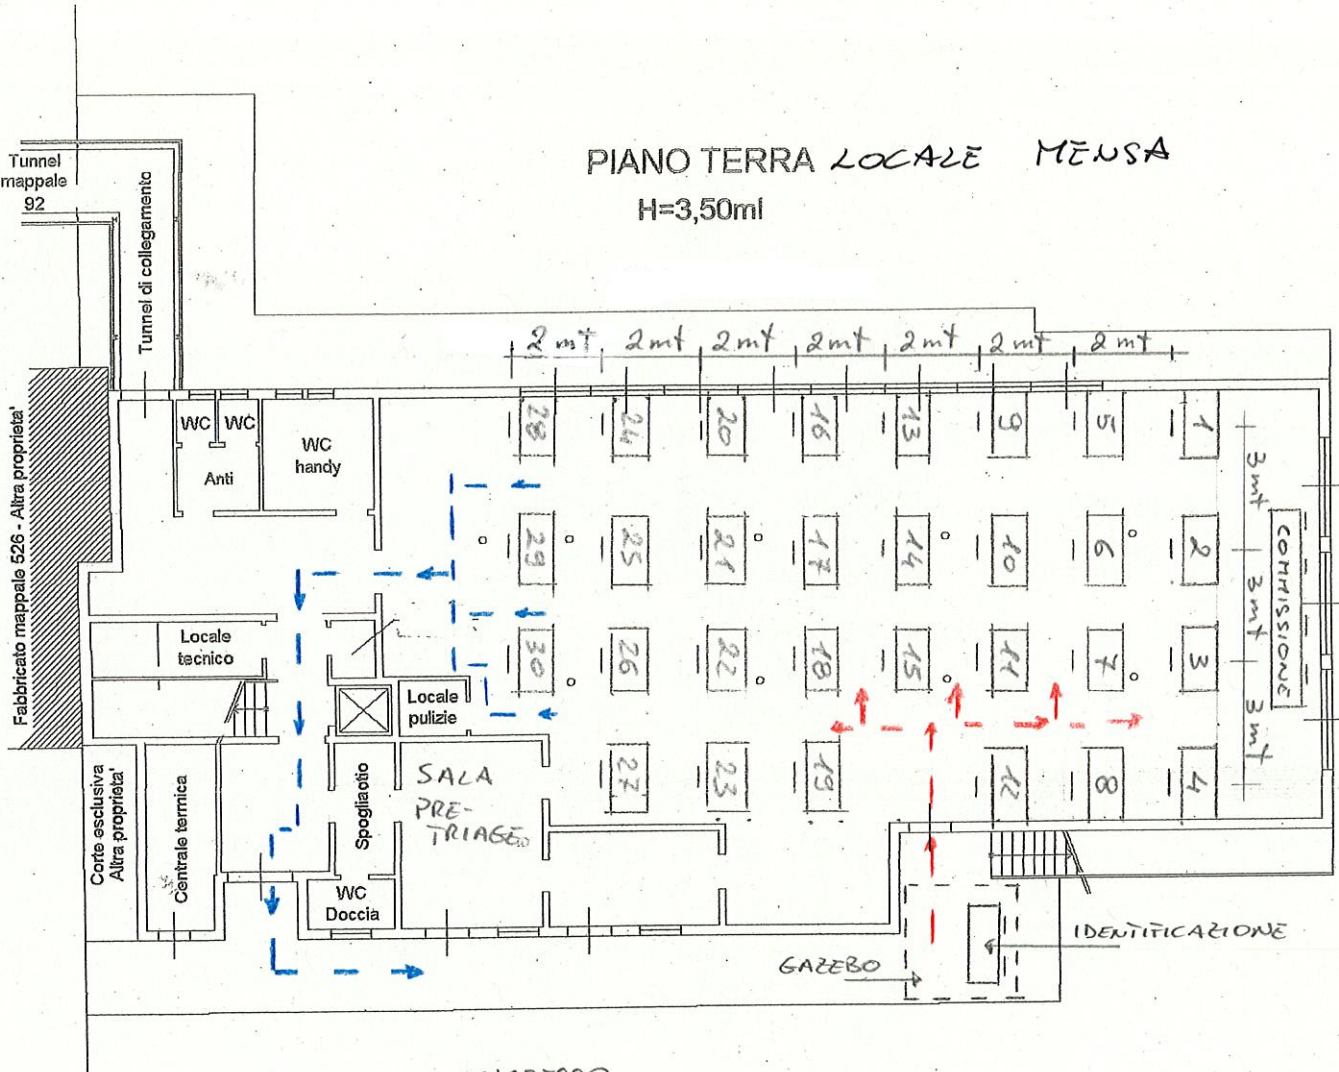 PIANO TERRA LOCALE MENSA
H=3,50ml
Tunnel
mappale
92
Tunnel di collegamento
Fabbricato mappale 526 - Altra proprieta'
2 mt 2 mt 2 mt 2 mt 2 mt 2 mt 2 mt
WC WC
WC
handy
Anti
28 24 20 16 13 9 5 1
3 mt
29 25 21 17 14 10 6 2
3 mt
COMMISSIONE
30 26 22 18 15 11 7 3
3 mt
27 23 19 12 8 4
Locale
tecnico
Locale
pulizie
Corte esclusiva
Altra proprieta'
Centrale termica
Spogliaotio
SALA
PRE-
TRIAGE
WC
Doccia
GAZEBO
IDENTIFICAZIONE